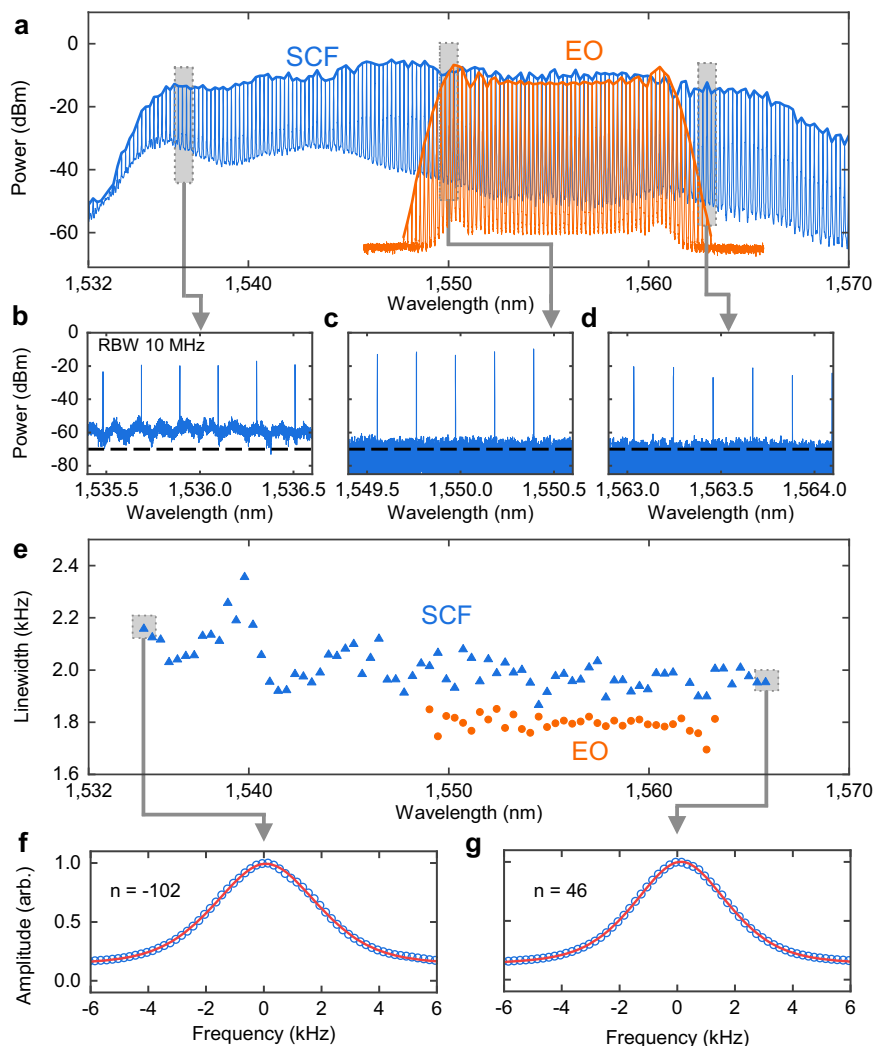 a
SCF
EO
0
-20
-40
-60
Power (dBm)
1,532
1,540
1,550
1,560
1,570
Wavelength (nm)
b
c
d
RBW 10 MHz
0
-20
-40
-60
-80
Power (dBm)
1,535.5
1,536.0
1,536.5
Wavelength (nm)
1,549.5
1,550.0
1,550.5
Wavelength (nm)
1,563.0
1,563.5
1,564.0
Wavelength (nm)
e
SCF
EO
2.4
2.2
2.0
1.8
1.6
Linewidth (kHz)
1,532
1,540
1,550
1,560
1,570
Wavelength (nm)
f
n = -102
1.0
0.5
0.0
Amplitude (arb.)
-6 -4 -2 0 2 4 6
Frequency (kHz)
g
n = 46
-6 -4 -2 0 2 4 6
Frequency (kHz)